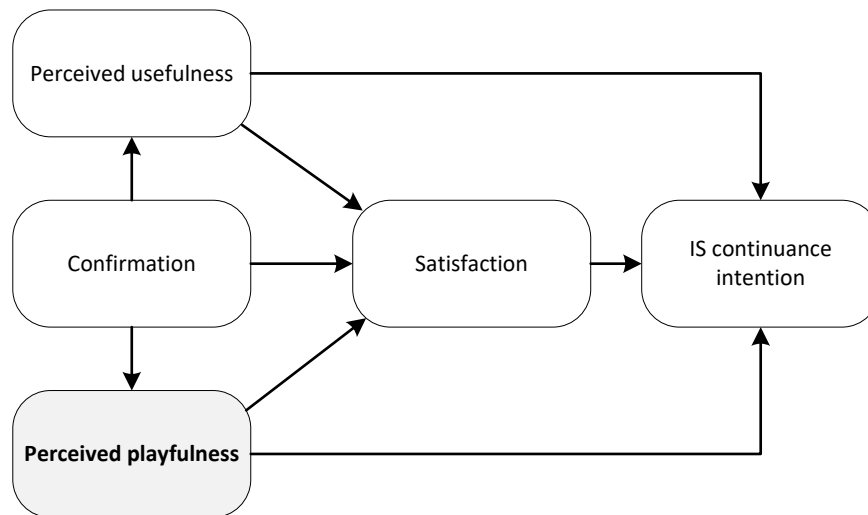 Perceived usefulness
Confirmation
Satisfaction
IS continuance
intention
Perceived playfulness